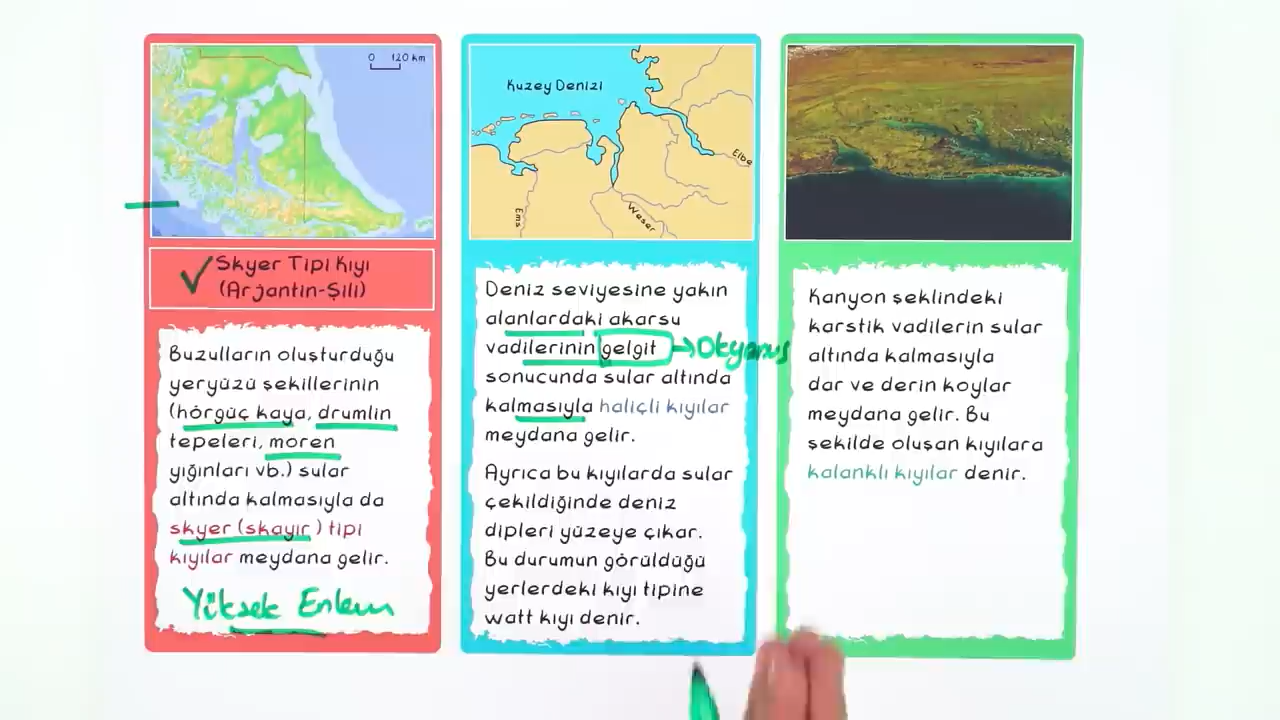 0 120 km
Skyer Tipi Kıyı
(Arjantin-Şili)
Buzulların oluşturduğu
yeryüzü şekillerinin
(hörgüç kaya, drumlin
tepeleri, moren
yığınları vb.) sular
altında kalmasıyla da
skyer (skayır) tipi
kıyılar meydana gelir.
Yüksek Enlem
Kuzey Denizi
Elbe
Ems
Weser
Deniz seviyesine yakın
alanlardaki akarsu
vadilerinin gelgit → Okyanus
sonucunda sular altında
kalmasıyla haliçli kıyılar
meydana gelir.
Ayrıca bu kıyılarda sular
çekildiğinde deniz
dipleri yüzeye çıkar.
Bu durumun görüldüğü
yerlerdeki kıyı tipine
watt kıyı denir.
Kanyon şeklindeki
karstik vadilerin sular
altında kalmasıyla
dar ve derin koylar
meydana gelir. Bu
şekilde oluşan kıyılara
kalanklı kıyılar denir.